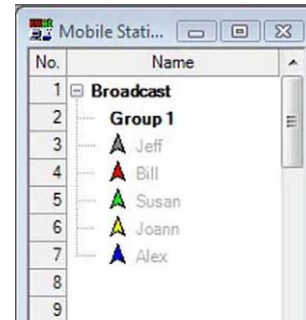 Mobile Stati...
No. Name
1 Broadcast
2 Group 1
3 Jeff
4 Bill
5 Susan
6 Joann
7 Alex
8
9